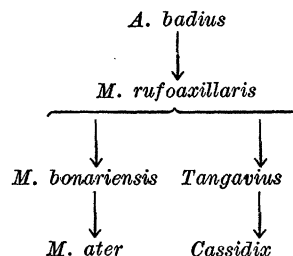 A. badius
M. rufoaxillaris
M. bonariensis Tangavius
M. ater Cassidix